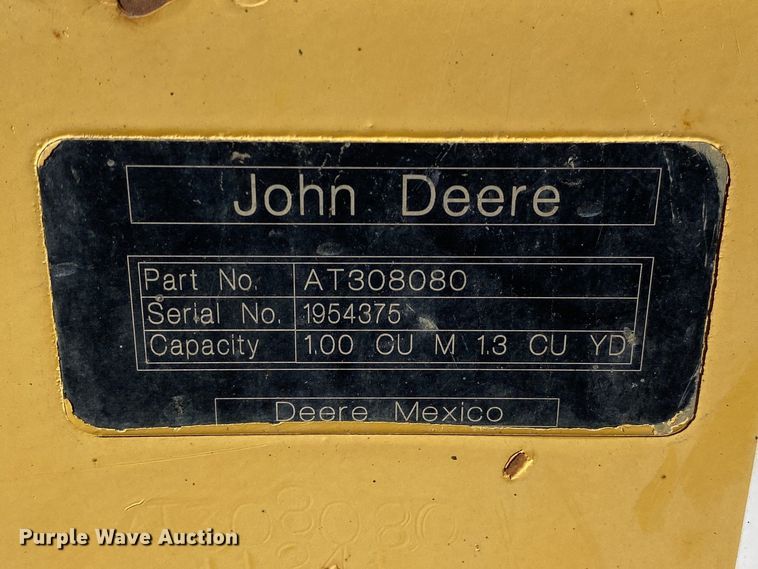 John Deere
Part No. AT308080
Serial No. 1954375
Capacity 1.00 CU M 1.3 CU YD
Deere Mexico
AT308080
Purple Wave Auction